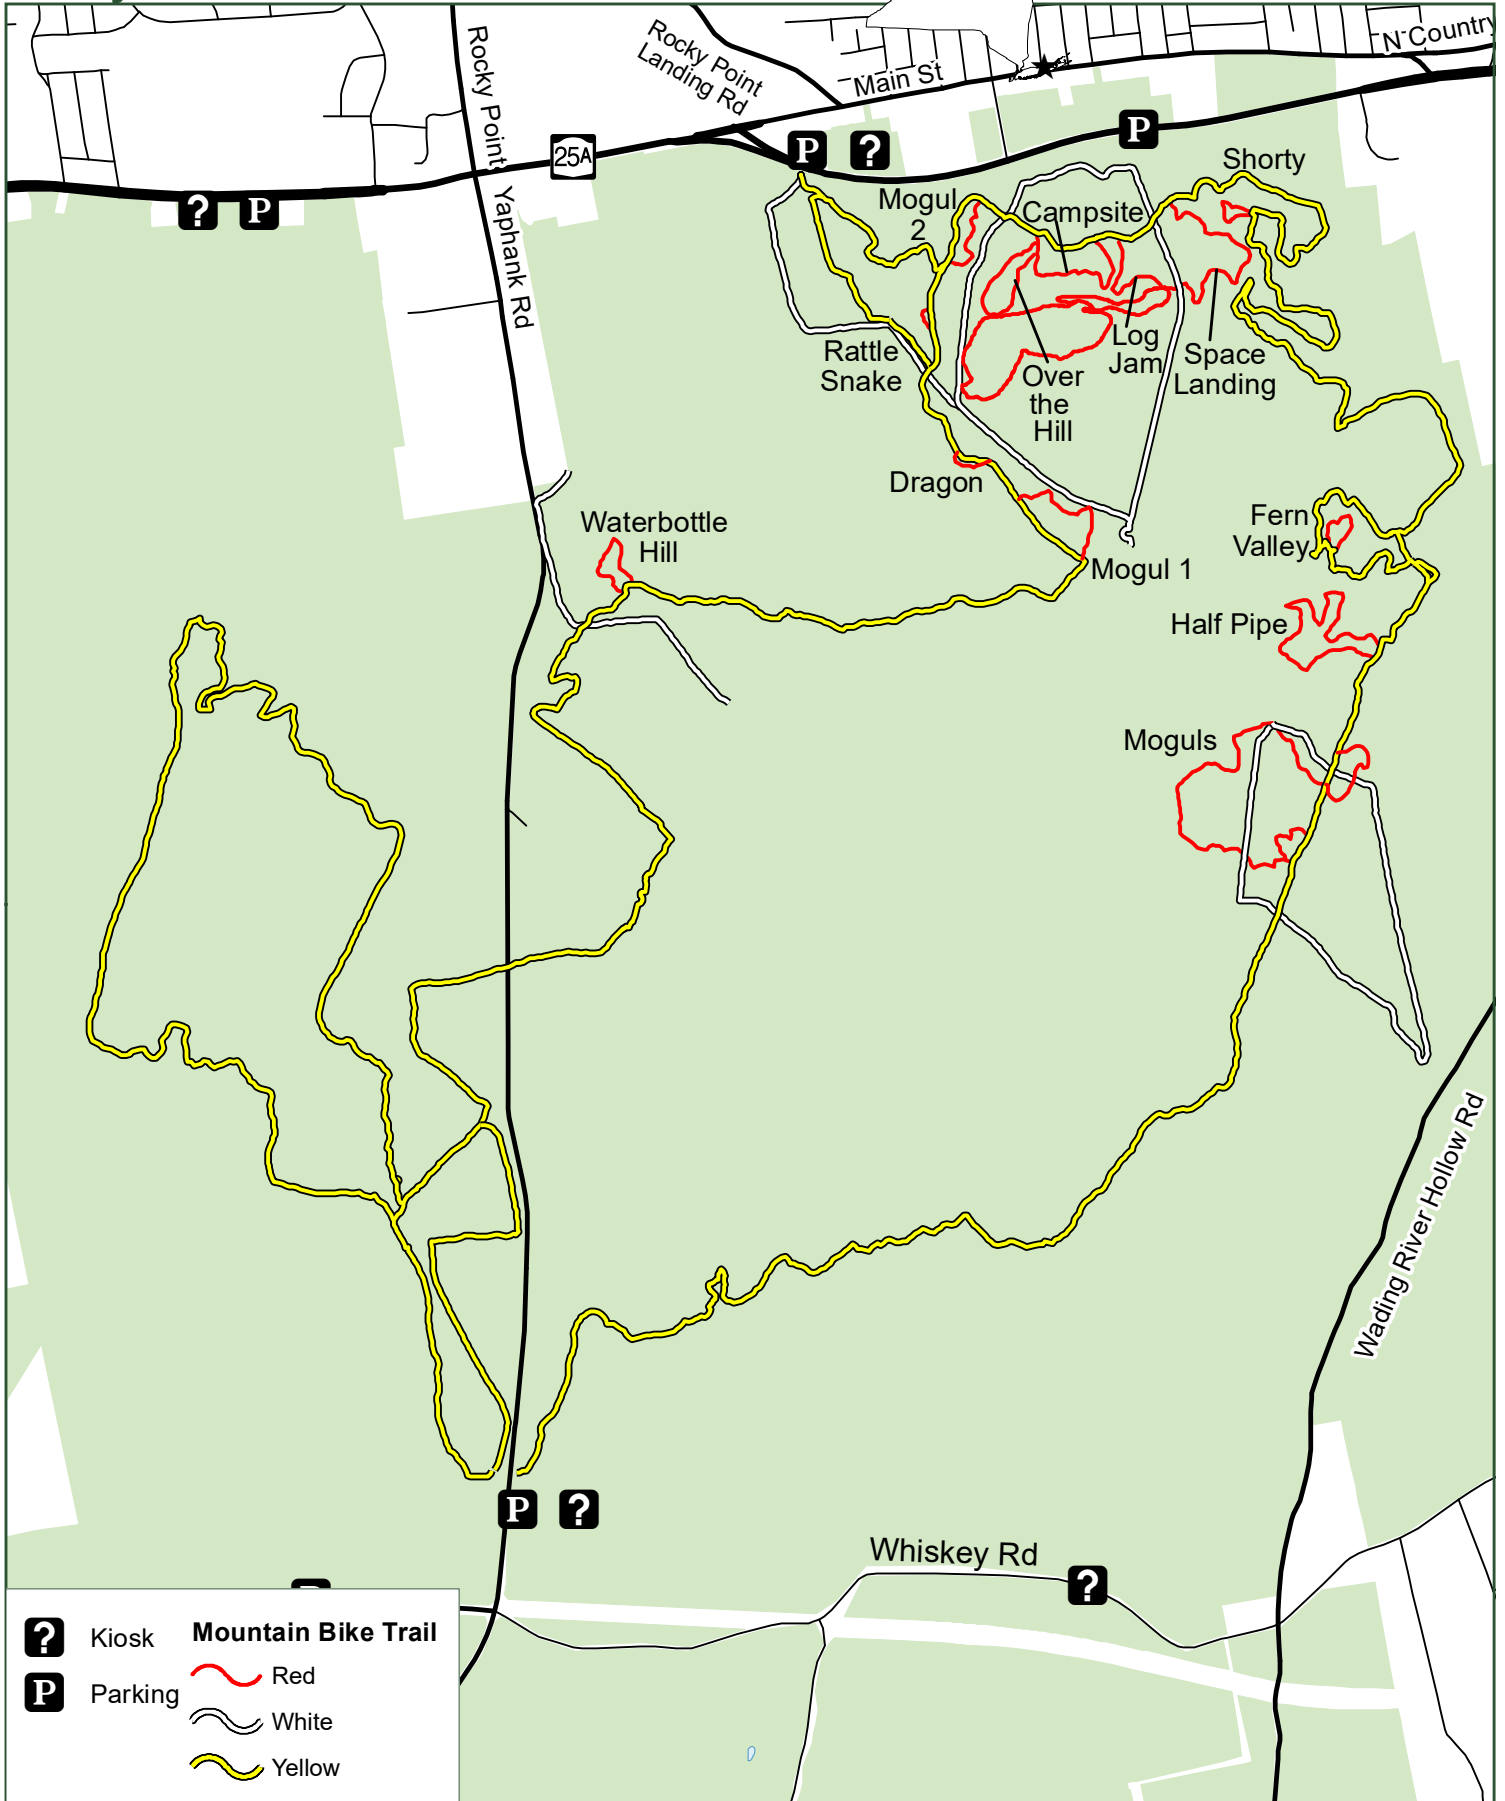 N Country
Rocky Point
Landing Rd
Main St
Rocky Point
Yaphank Rd
25A
P
?
P
?
P
Shorty
Mogul
2
Campsite
Rattle
Snake
Log
Jam
Space
Landing
Over
the
Hill
Dragon
Waterbottle
Hill
Fern
Valley
Mogul 1
Half Pipe
Moguls
Wading River Hollow Rd
P
?
Whiskey Rd
?
? Kiosk
P Parking
Mountain Bike Trail
Red
White
Yellow